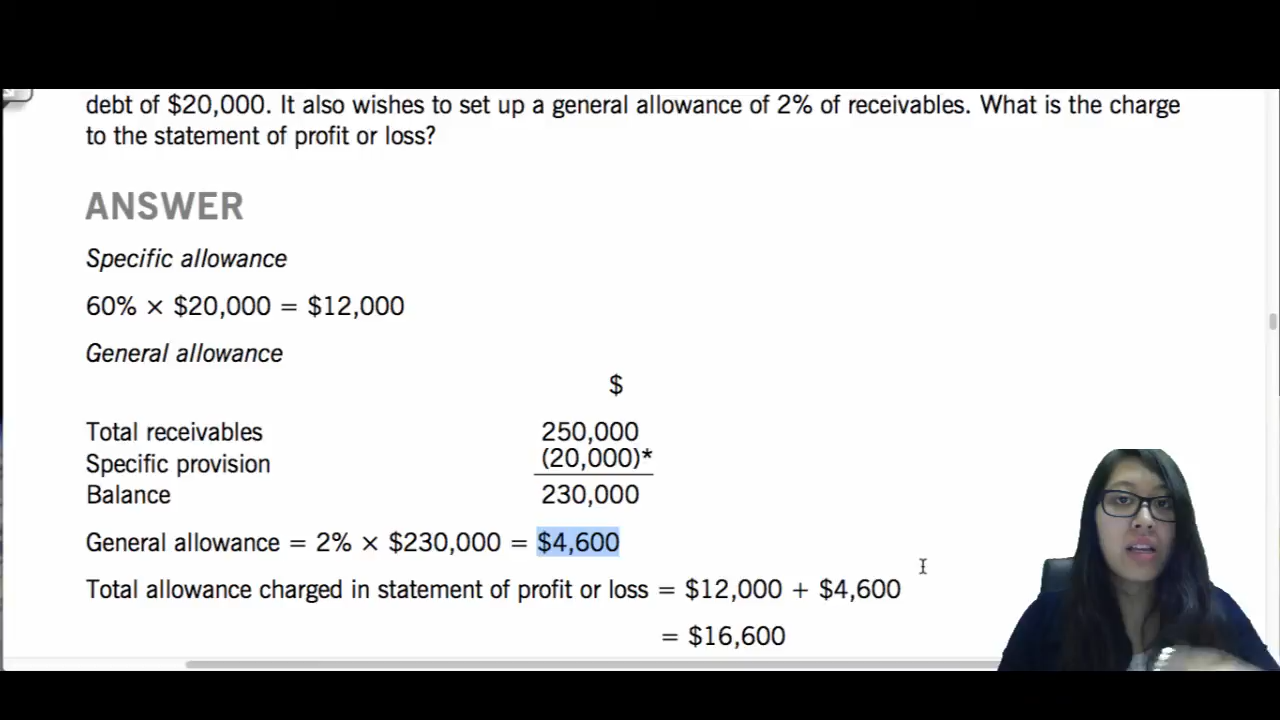 debt of $20,000. It also wishes to set up a general allowance of 2% of receivables. What is the charge
to the statement of profit or loss?
ANSWER
Specific allowance
60% × $20,000 = $12,000
General allowance
$
Total receivables 250,000
Specific provision (20,000)*
Balance 230,000
General allowance = 2% × $230,000 = $4,600
Total allowance charged in statement of profit or loss = $12,000 + $4,600
= $16,600